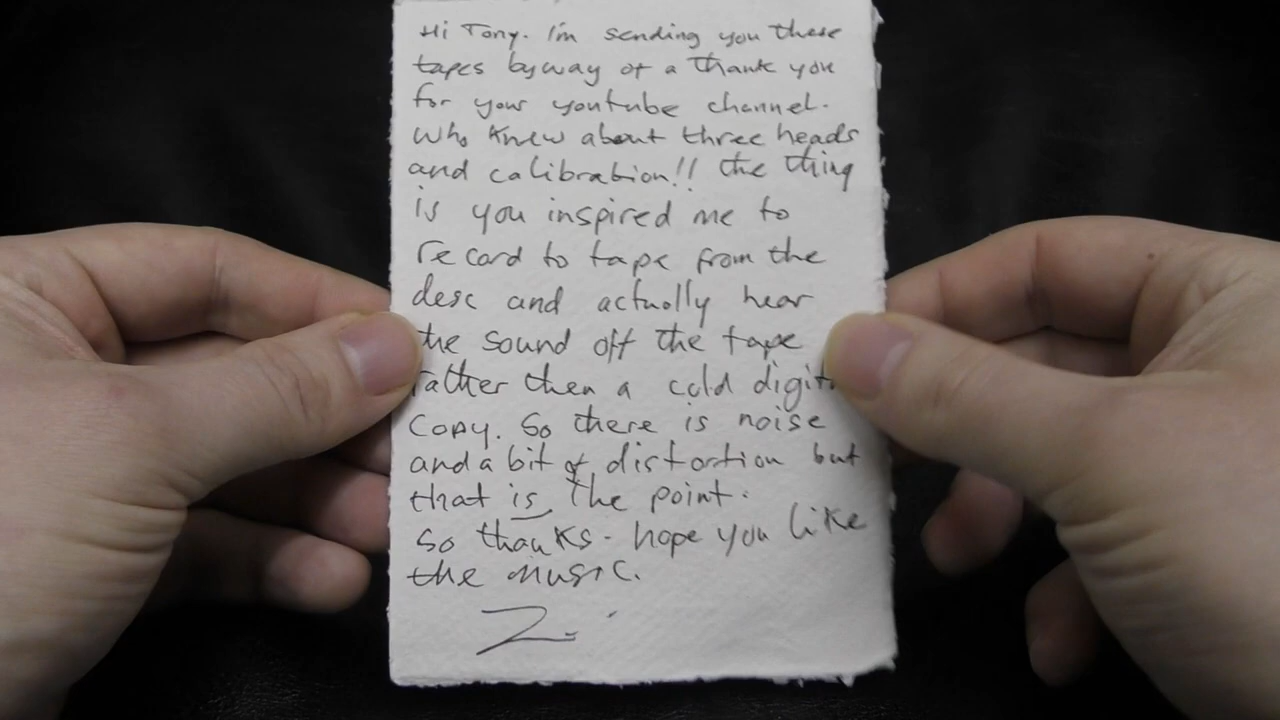 Hi Tony. I'm sending you these
tapes byway of a thank you
for your youtube channel.
Who knew about three heads
and calibration!! the thing
is you inspired me to
record to tape from the
desc and actually hear
the sound off the tape
rather then a cold digit
copy. So there is noise
and a bit of distortion but
that is the point.
So thanks - hope you like
the music.